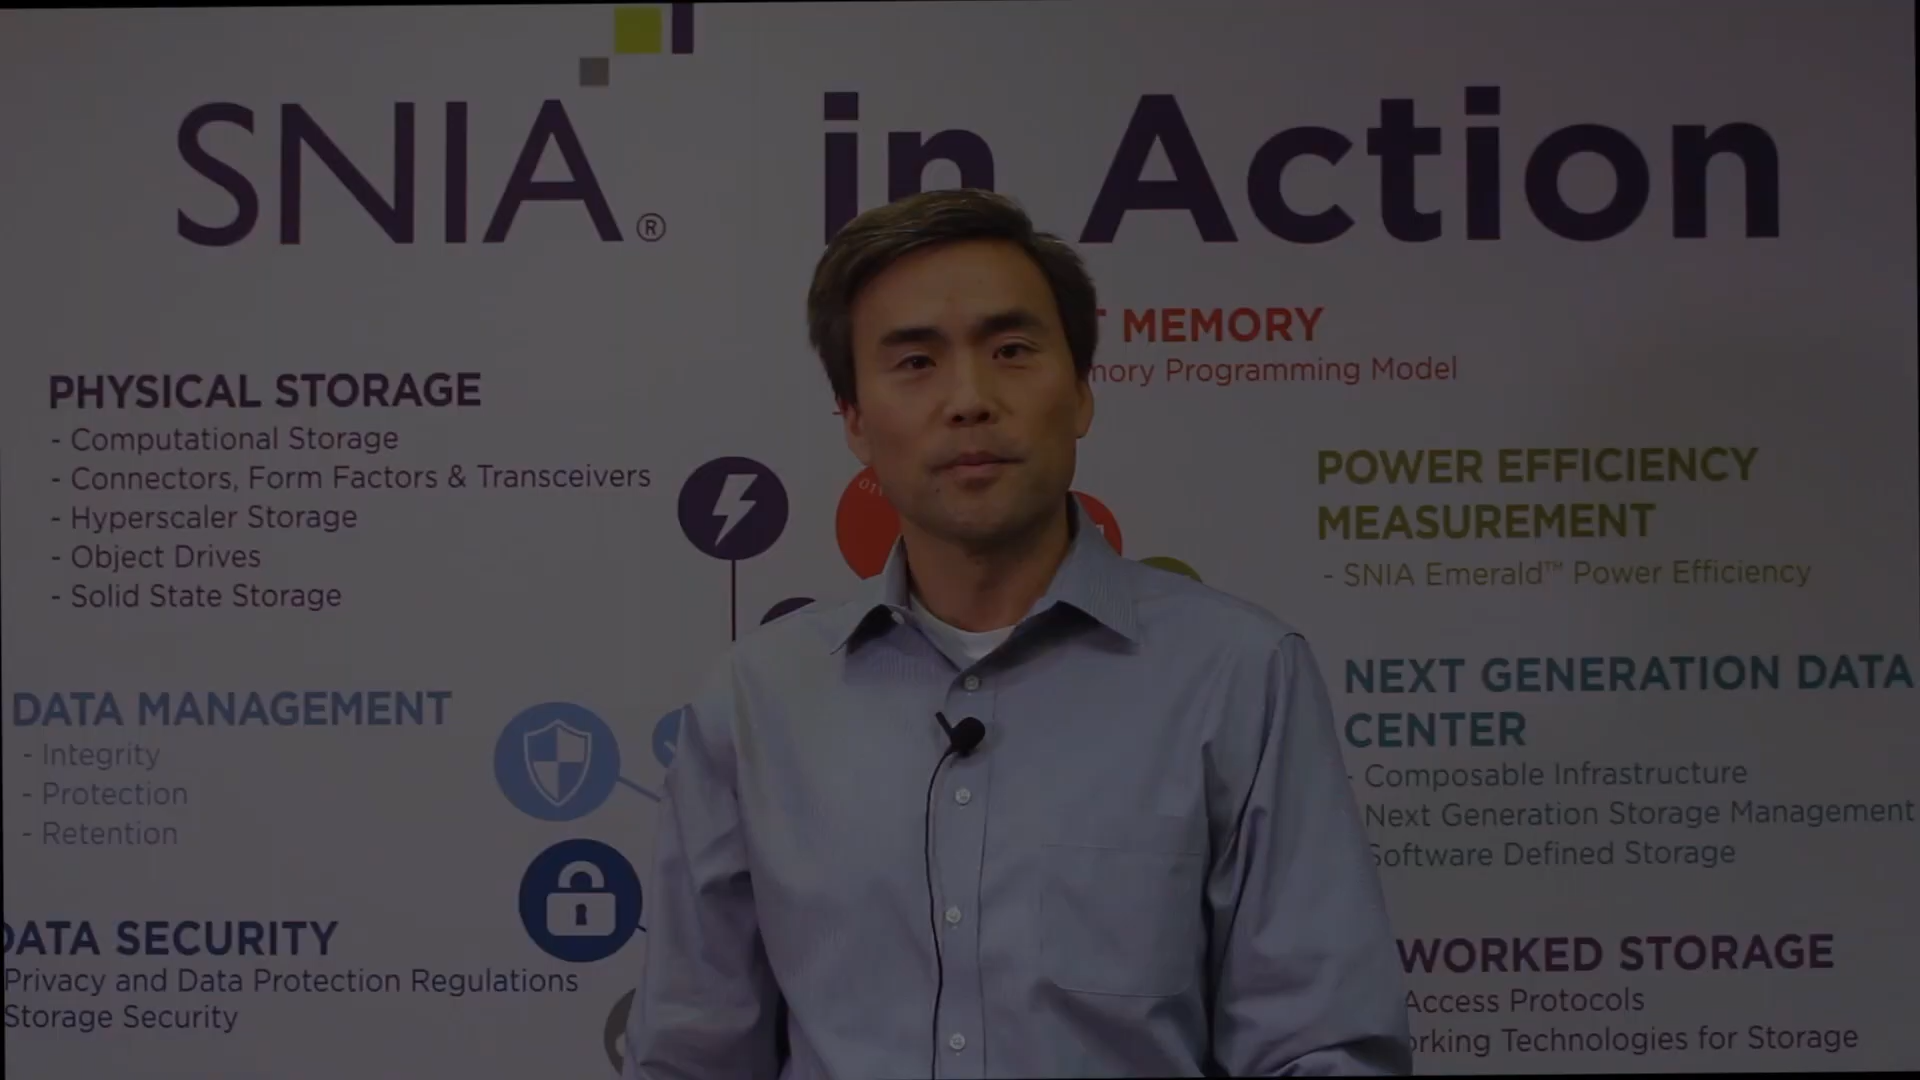 SNIA® in Action
T MEMORY
mory Programming Model
PHYSICAL STORAGE
- Computational Storage
- Connectors, Form Factors & Transceivers
- Hyperscaler Storage
- Object Drives
- Solid State Storage
POWER EFFICIENCY
MEASUREMENT
- SNIA Emerald™ Power Efficiency
DATA MANAGEMENT
- Integrity
- Protection
- Retention
NEXT GENERATION DATA
CENTER
- Composable Infrastructure
Next Generation Storage Management
Software Defined Storage
DATA SECURITY
Privacy and Data Protection Regulations
Storage Security
WORKED STORAGE
Access Protocols
orking Technologies for Storage